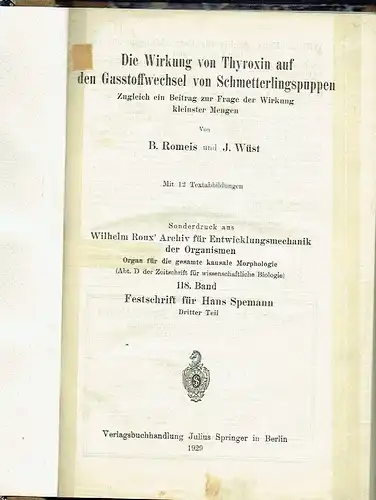 Die Wirkung von Thyroxin auf
den Gasstoffwechsel von Schmetterlingspuppen
Zugleich ein Beitrag zur Frage der Wirkung
kleinster Mengen
Von
B. Romeis und J. Wüst
Mit 12 Textabbildungen
Sonderdruck aus
Wilhelm Roux' Archiv für Entwicklungsmechanik
der Organismen
Organ für die gesamte kausale Morphologie
(Abt. D der Zeitschrift für wissenschaftliche Biologie)
118. Band
Festschrift für Hans Spemann
Dritter Teil
Verlagsbuchhandlung Julius Springer in Berlin
1929